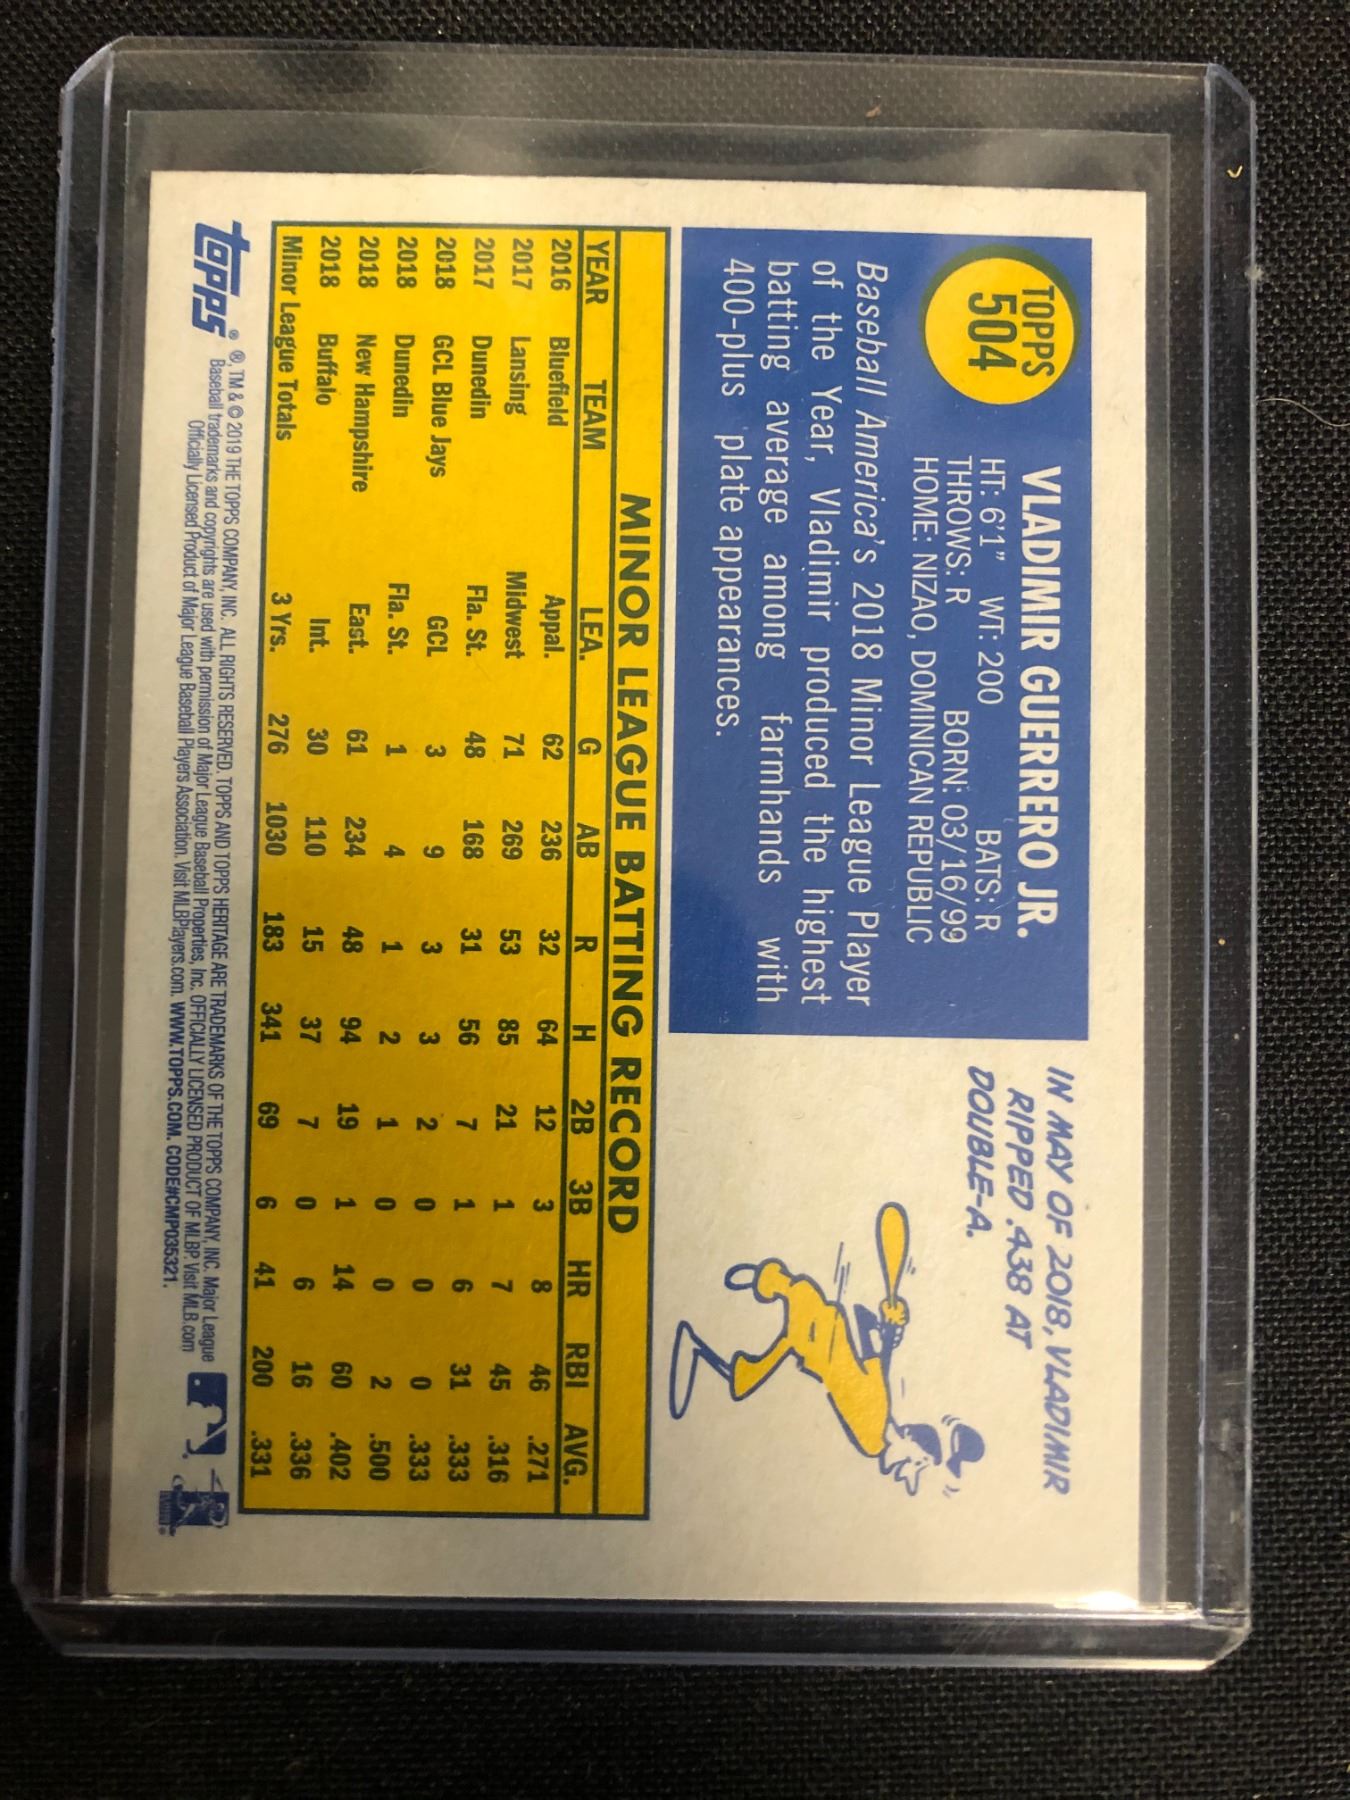 TOPPS
504
VLADIMIR GUERRERO JR.
HT: 6'1" WT: 200 BATS: R
THROWS: R BORN: 03/16/99
HOME: NIZAO, DOMINICAN REPUBLIC
Baseball America's 2018 Minor League Player
of the Year, Vladimir produced the highest
batting average among farmhands with
400-plus plate appearances.
IN MAY OF 2018, VLADIMIR
RIPPED .438 AT
DOUBLE-A.
MINOR LEAGUE BATTING RECORD
YEAR TEAM LEA. G AB R H 2B 3B HR RBI AVG.
2016 Bluefield Appal. 62 236 32 64 12 3 8 46 .271
2017 Lansing Midwest 71 269 53 85 21 1 7 45 .316
2017 Dunedin Fla. St. 48 168 31 56 7 1 6 31 .333
2018 GCL Blue Jays GCL 3 9 3 3 2 0 0 0 .333
2018 Dunedin Fla. St. 1 4 1 2 1 0 0 2 .500
2018 New Hampshire East. 61 234 48 94 19 1 14 60 .402
2018 Buffalo Int. 30 110 15 37 7 0 6 16 .336
Minor League Totals 3 Yrs. 276 1030 183 341 69 6 41 200 .331
topps® ®, TM & © 2019 THE TOPPS COMPANY, INC. ALL RIGHTS RESERVED. TOPPS AND TOPPS HERITAGE ARE TRADEMARKS OF THE TOPPS COMPANY, INC. Major League
Baseball trademarks and copyrights are used with permission of Major League Baseball Properties, Inc. OFFICIALLY LICENSED PRODUCT OF MLBP. Visit MLB.com
Officially Licensed Product of Major League Baseball Players Association. Visit MLBPlayers.com. WWW.TOPPS.COM. CODE#CMP035321.